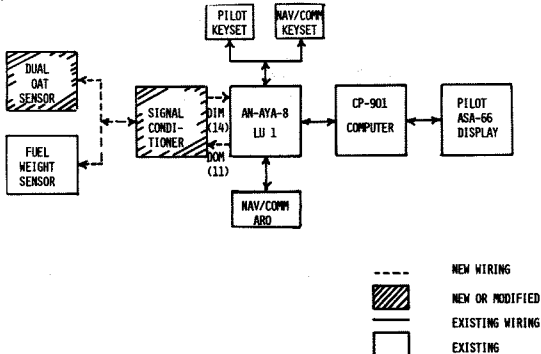 PILOT
KEYSET
NAV/COMM
KEYSET
DUAL
OAT
SENSOR
SIGNAL
CONDI-
TIONER
DIM
(14)
DOM
(11)
AN-AYA-8
LU 1
CP-901
COMPUTER
PILOT
ASA-66
DISPLAY
FUEL
WEIGHT
SENSOR
NAV/COMM
ARO
NEW WIRING
NEW OR MODIFIED
EXISTING WIRING
EXISTING